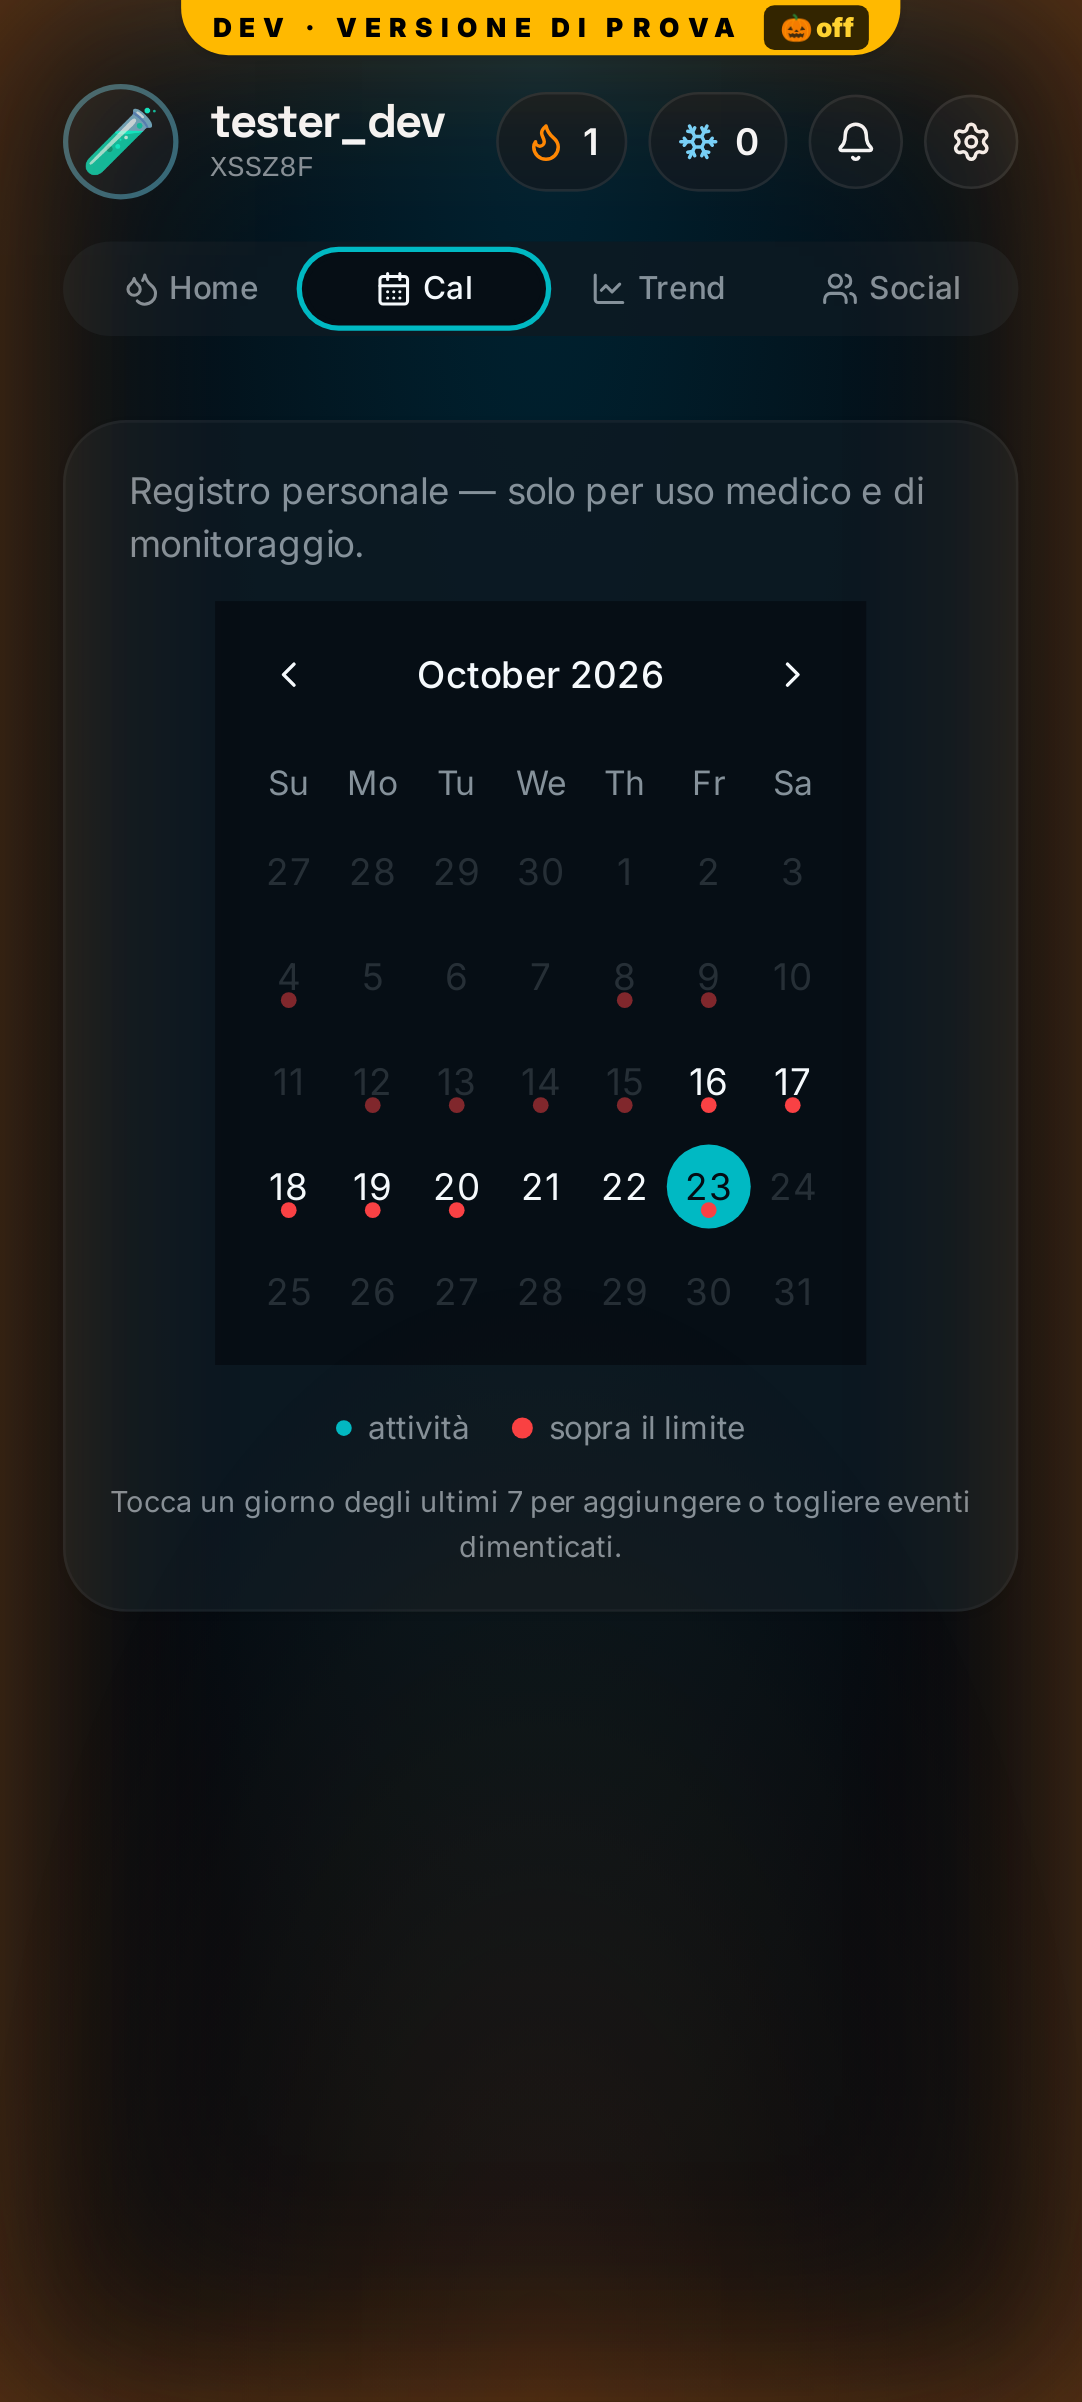 DEV · VERSIONE DI PROVA 🎃 off
tester_dev
XSSZ8F
1
0
Home
Cal
Trend
Social
Registro personale — solo per uso medico e di
monitoraggio.
October 2026
Su Mo Tu We Th Fr Sa
27 28 29 30 1 2 3
4 5 6 7 8 9 10
11 12 13 14 15 16 17
18 19 20 21 22 23 24
25 26 27 28 29 30 31
attività sopra il limite
Tocca un giorno degli ultimi 7 per aggiungere o togliere eventi
dimenticati.